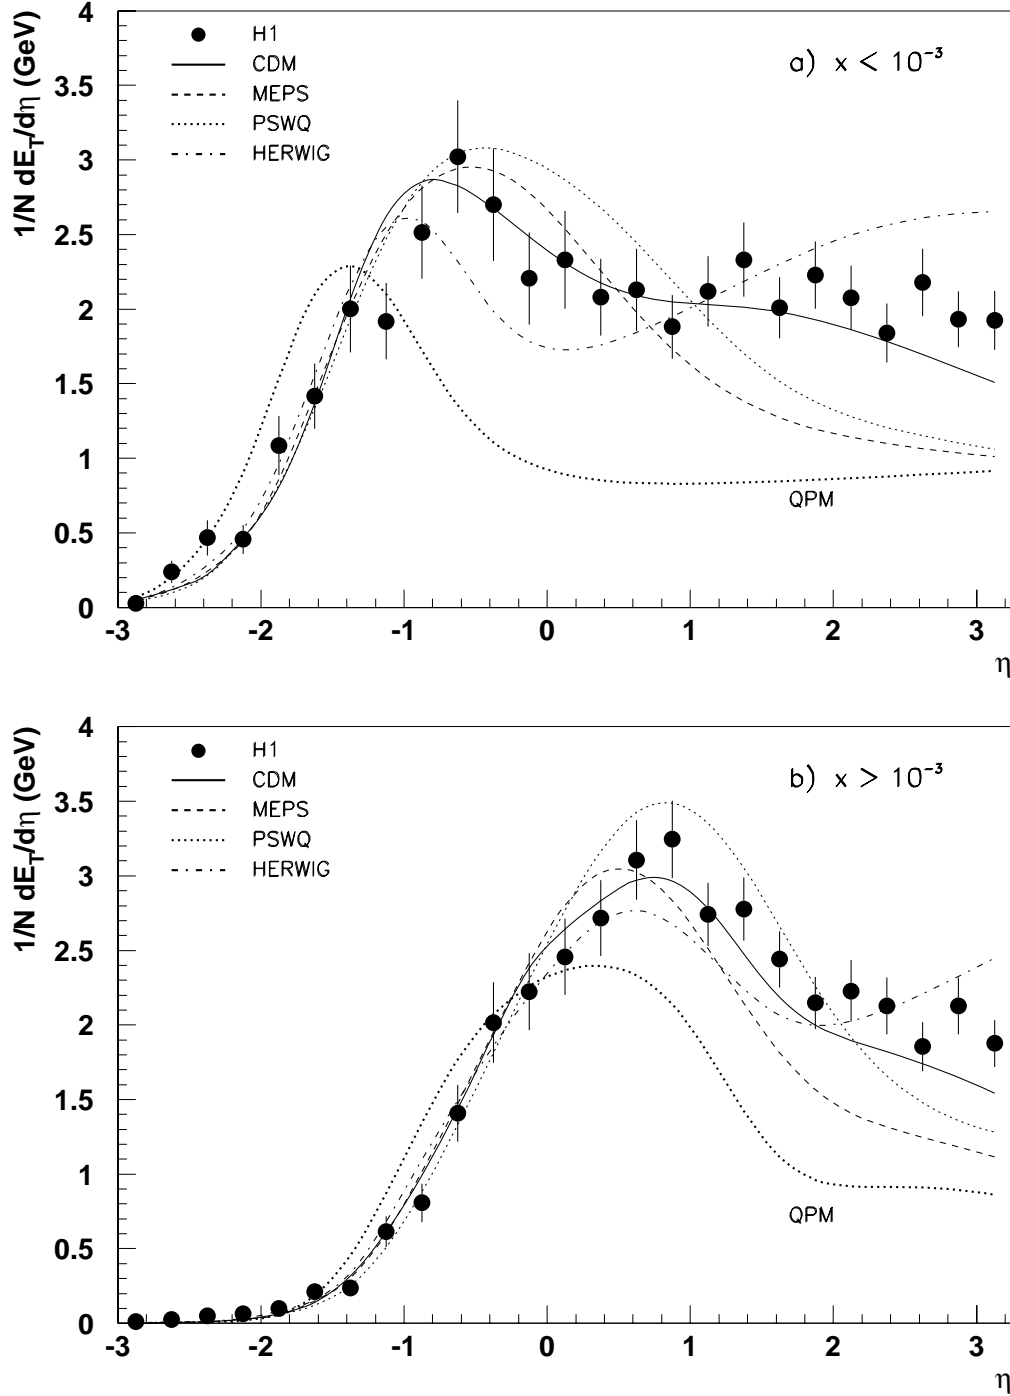 4
3.5
3
2.5
2
1.5
1
0.5
0
1/N dE_T/dη (GeV)
H1
CDM
MEPS
PSWQ
HERWIG
a) x < 10⁻³
QPM
-3 -2 -1 0 1 2 3
η
4
3.5
3
2.5
2
1.5
1
0.5
0
1/N dE_T/dη (GeV)
H1
CDM
MEPS
PSWQ
HERWIG
b) x > 10⁻³
QPM
-3 -2 -1 0 1 2 3
η